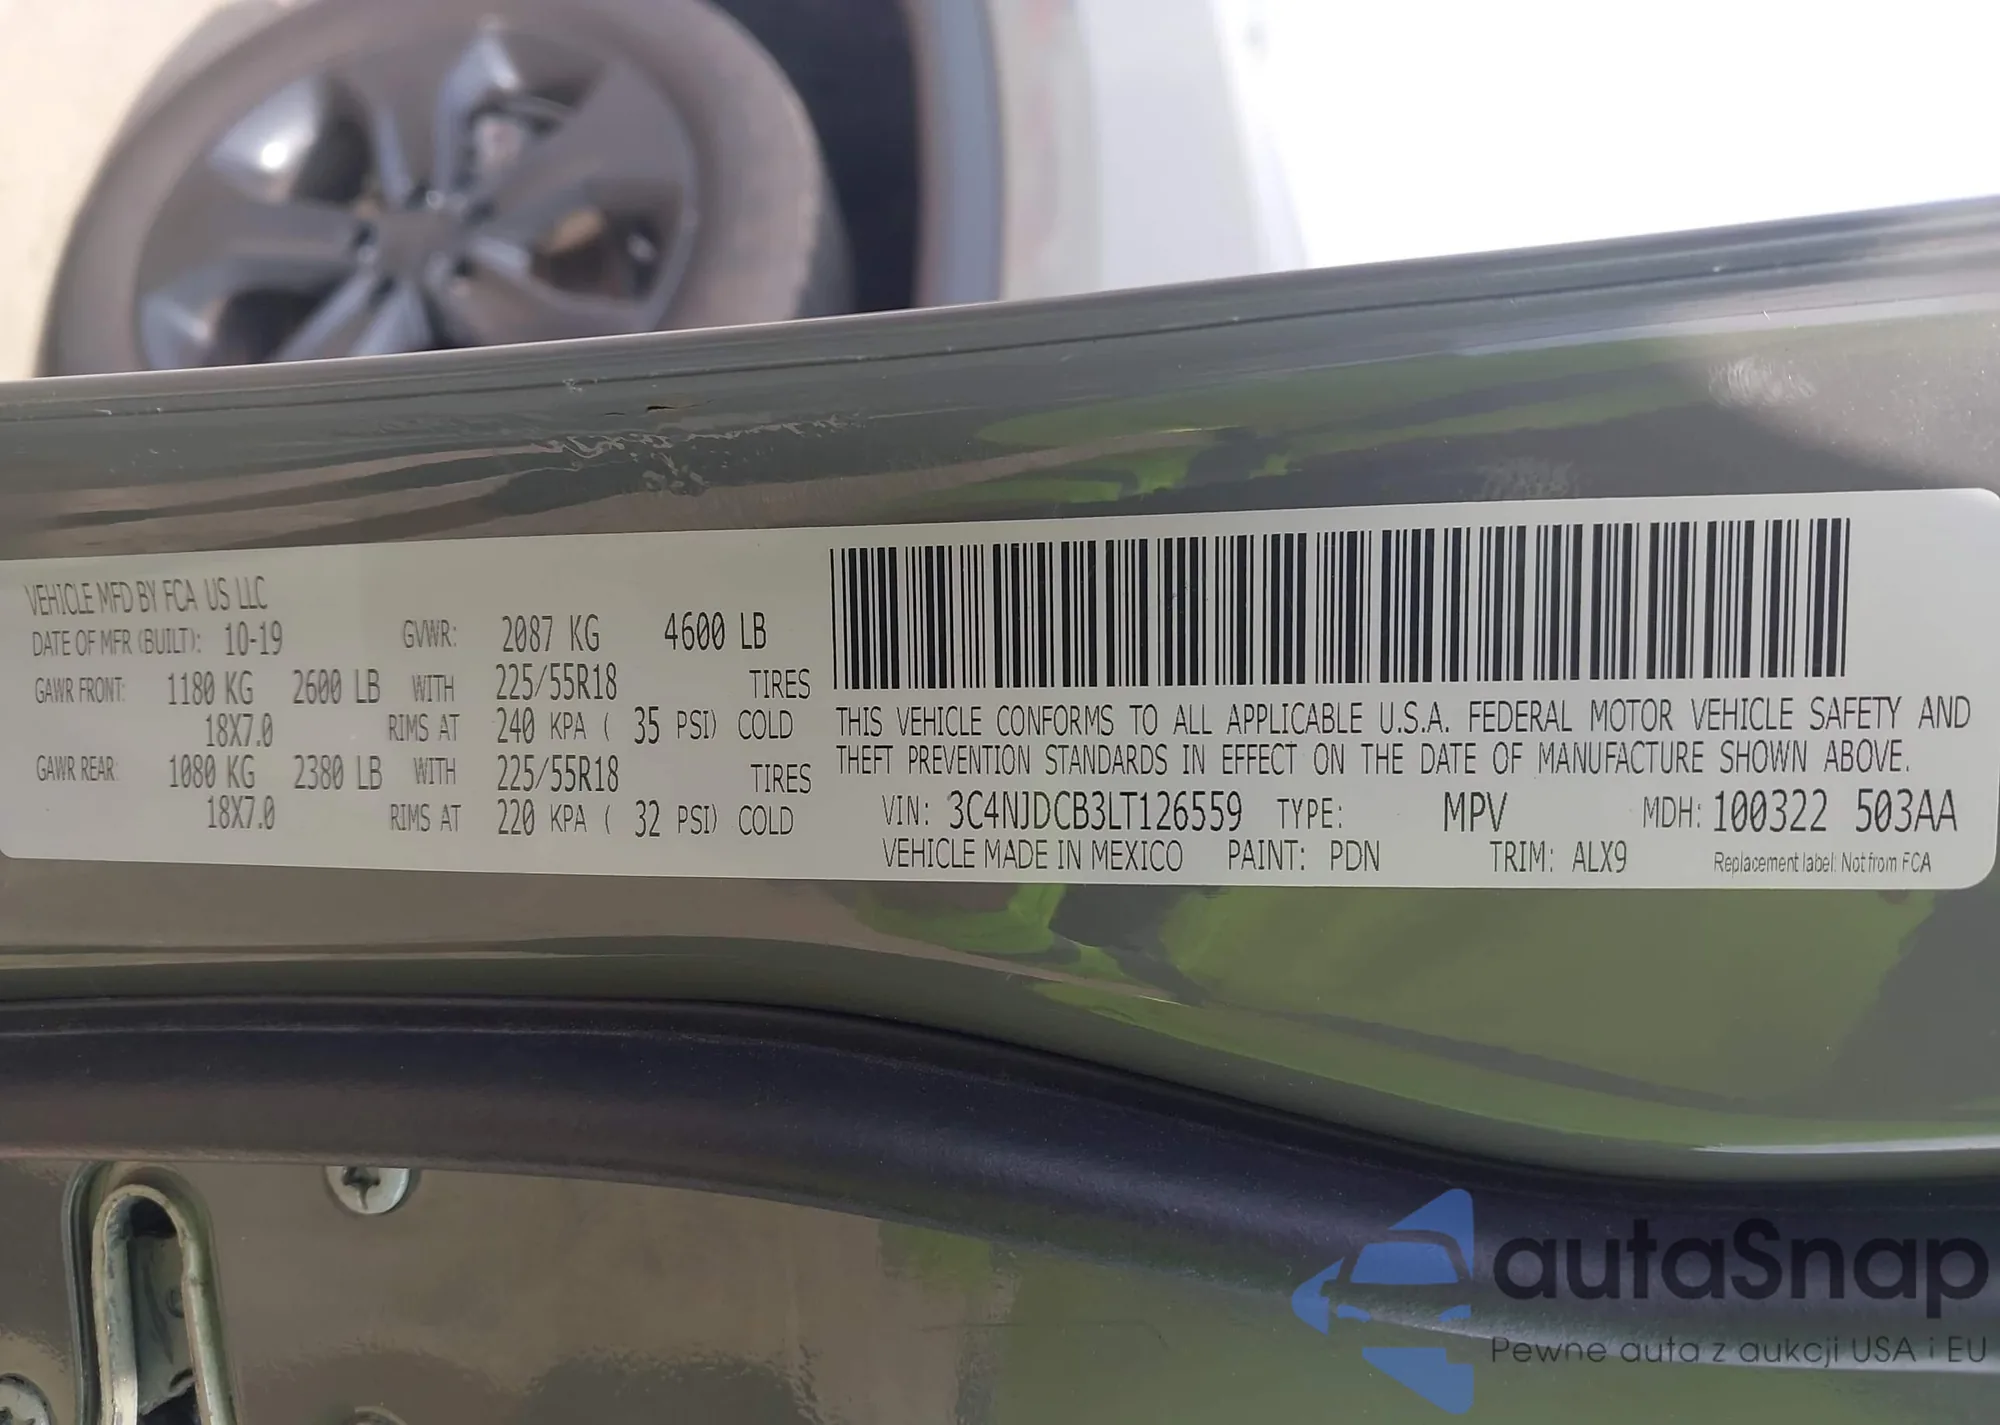 VEHICLE MFD BY FCA US LLC
DATE OF MFR (BUILT): 10-19 GVWR: 2087 KG 4600 LB
GAWR FRONT: 1180 KG 2600 LB WITH 225/55R18 TIRES
18X7.0 RIMS AT 240 KPA ( 35 PSI) COLD
GAWR REAR: 1080 KG 2380 LB WITH 225/55R18 TIRES
18X7.0 RIMS AT 220 KPA ( 32 PSI) COLD
THIS VEHICLE CONFORMS TO ALL APPLICABLE U.S.A. FEDERAL MOTOR VEHICLE SAFETY AND
THEFT PREVENTION STANDARDS IN EFFECT ON THE DATE OF MANUFACTURE SHOWN ABOVE.
VIN: 3C4NJDCB3LT126559 TYPE: MPV MDH: 100322 503AA
VEHICLE MADE IN MEXICO PAINT: PDN TRIM: ALX9 Replacement label: Not from FCA
autaSnap
Pewne auta z aukcji USA i EU